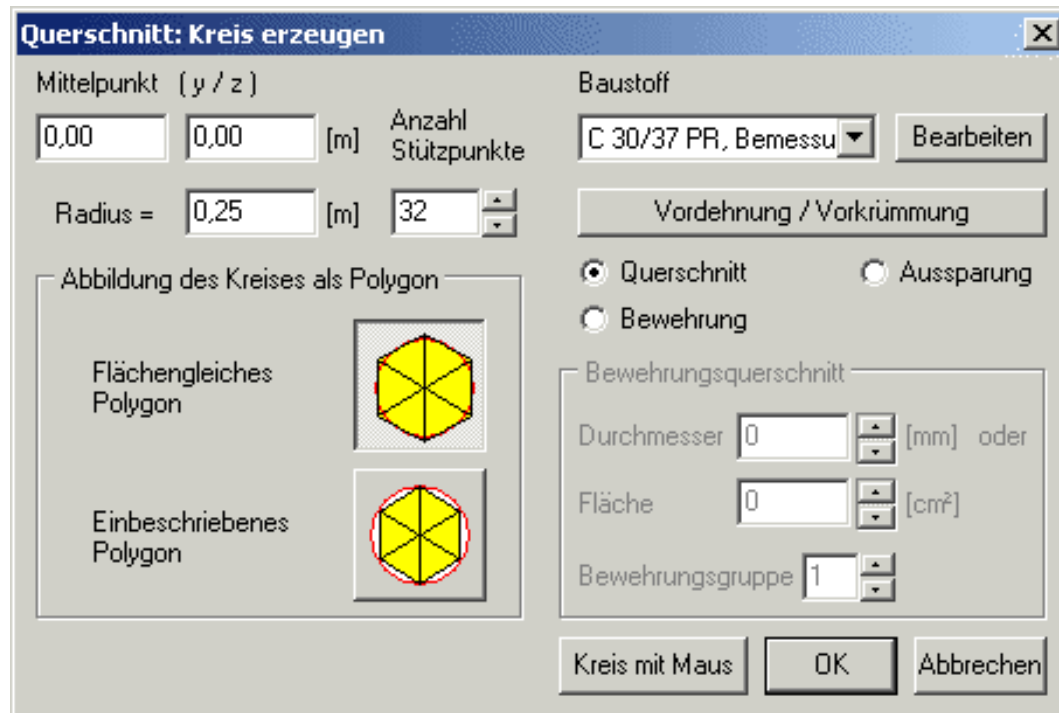 Querschnitt: Kreis erzeugen
Mittelpunkt ( y / z )
0,00 0,00 [m]
Anzahl
Stützpunkte
Radius = 0,25 [m] 32
Abbildung des Kreises als Polygon
Flächengleiches
Polygon
Einbeschriebenes
Polygon
Baustoff
C 30/37 PR, Bemessu Bearbeiten
Vordehnung / Vorkrümmung
Querschnitt Aussparung
Bewehrung
Bewehrungsquerschnitt
Durchmesser 0 [mm] oder
Fläche 0 [cm²]
Bewehrungsgruppe 1
Kreis mit Maus OK Abbrechen